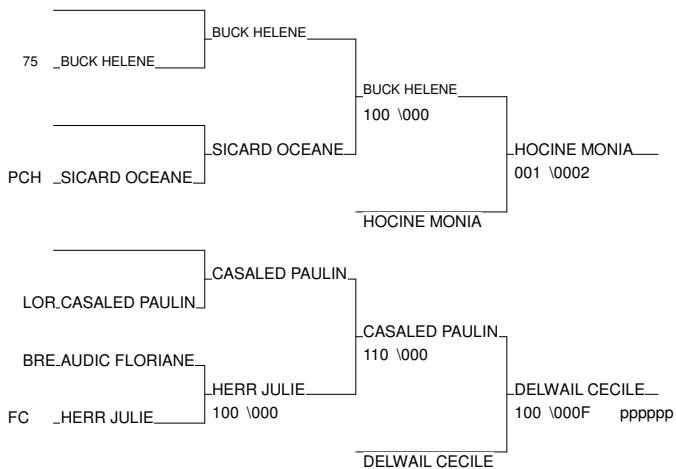 BUCK HELENE
75 BUCK HELENE
BUCK HELENE
100 \000
SICARD OCEANE
HOCINE MONIA
001 \0002
PCH SICARD OCEANE
HOCINE MONIA
CASALED PAULIN
LOR CASALED PAULIN
CASALED PAULIN
110 \000
BRE AUDIC FLORIANE
HERR JULIE
100 \000
DELWAIL CECILE
100 \000F pppppp
FC HERR JULIE
DELWAIL CECILE